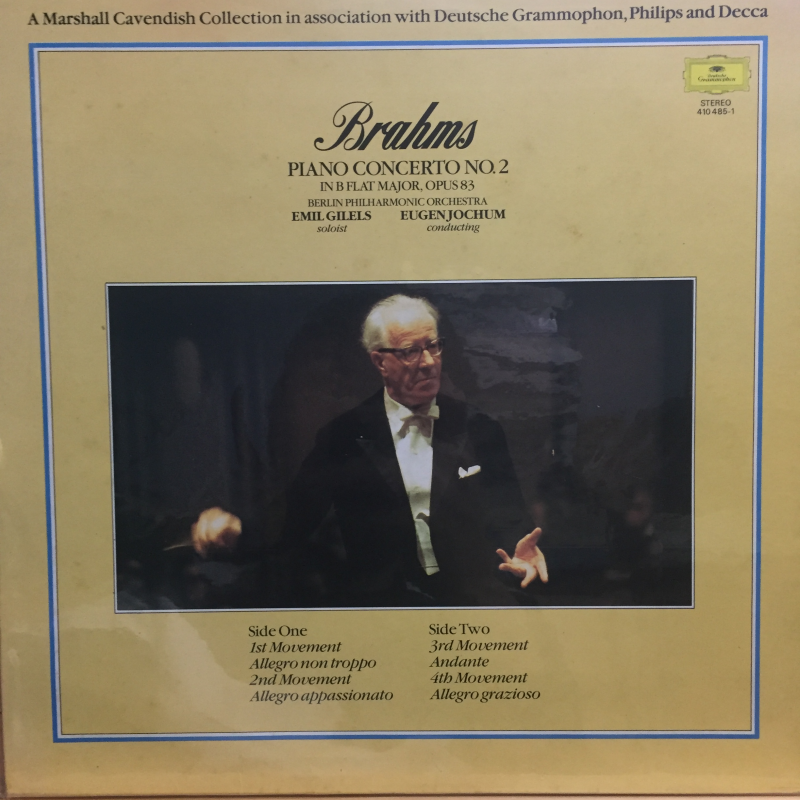 A Marshall Cavendish Collection in association with Deutsche Grammophon, Philips and Decca
Deutsche
Grammophon
STEREO
410 485-1
Brahms
PIANO CONCERTO NO. 2
IN B FLAT MAJOR, OPUS 83
BERLIN PHILHARMONIC ORCHESTRA
EMIL GILELS EUGEN JOCHUM
soloist conducting
Side One
1st Movement
Allegro non troppo
2nd Movement
Allegro appassionato
Side Two
3rd Movement
Andante
4th Movement
Allegro grazioso